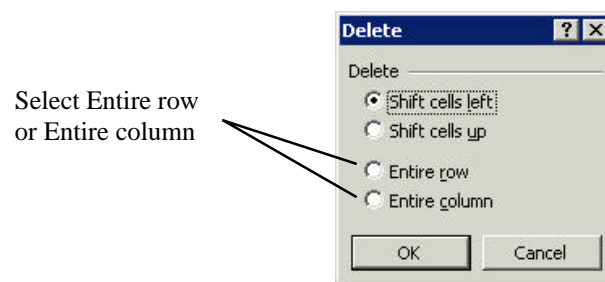 Delete
Delete
Shift cells left
Shift cells up
Select Entire row
or Entire column
Entire row
Entire column
OK Cancel